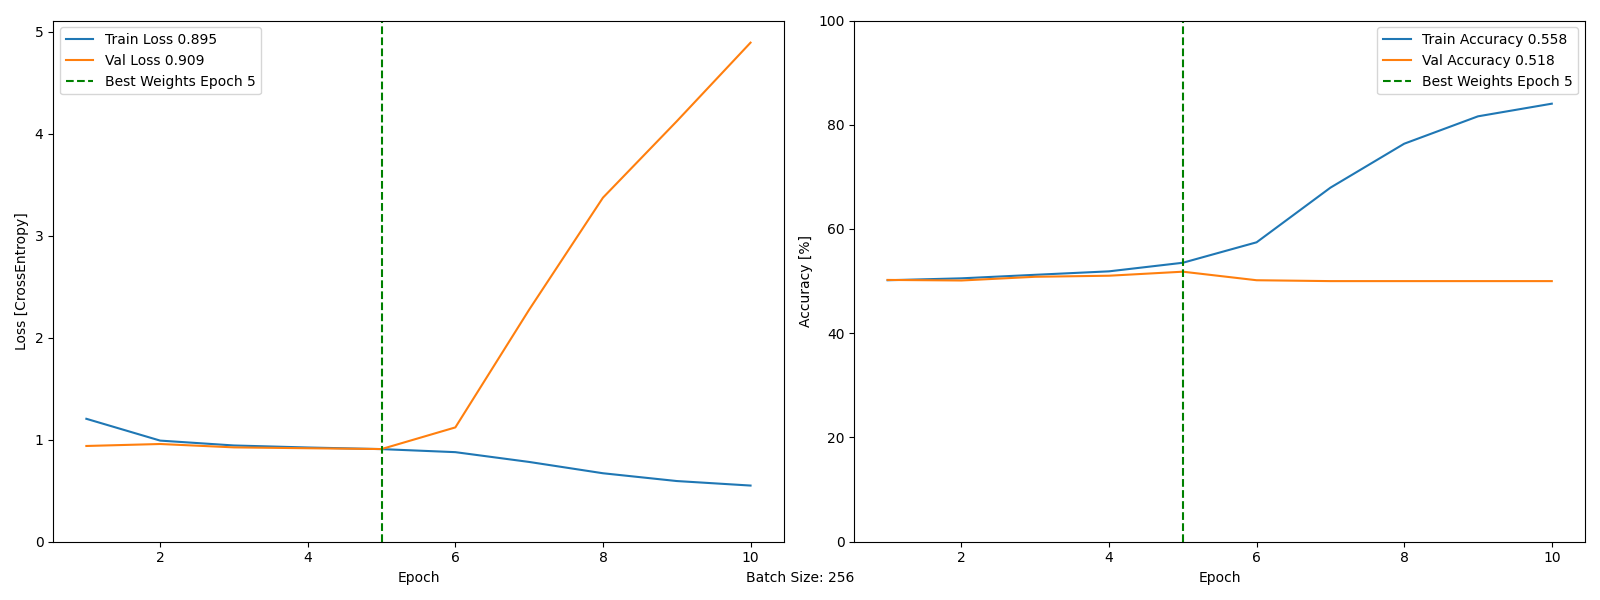 Train Loss 0.895
Val Loss 0.909
Best Weights Epoch 5
5
4
3
2
1
0
Loss [CrossEntropy]
2 4 6 8 10
Epoch
Train Accuracy 0.558
Val Accuracy 0.518
Best Weights Epoch 5
100
80
60
40
20
0
Accuracy [%]
2 4 6 8 10
Epoch
Batch Size: 256